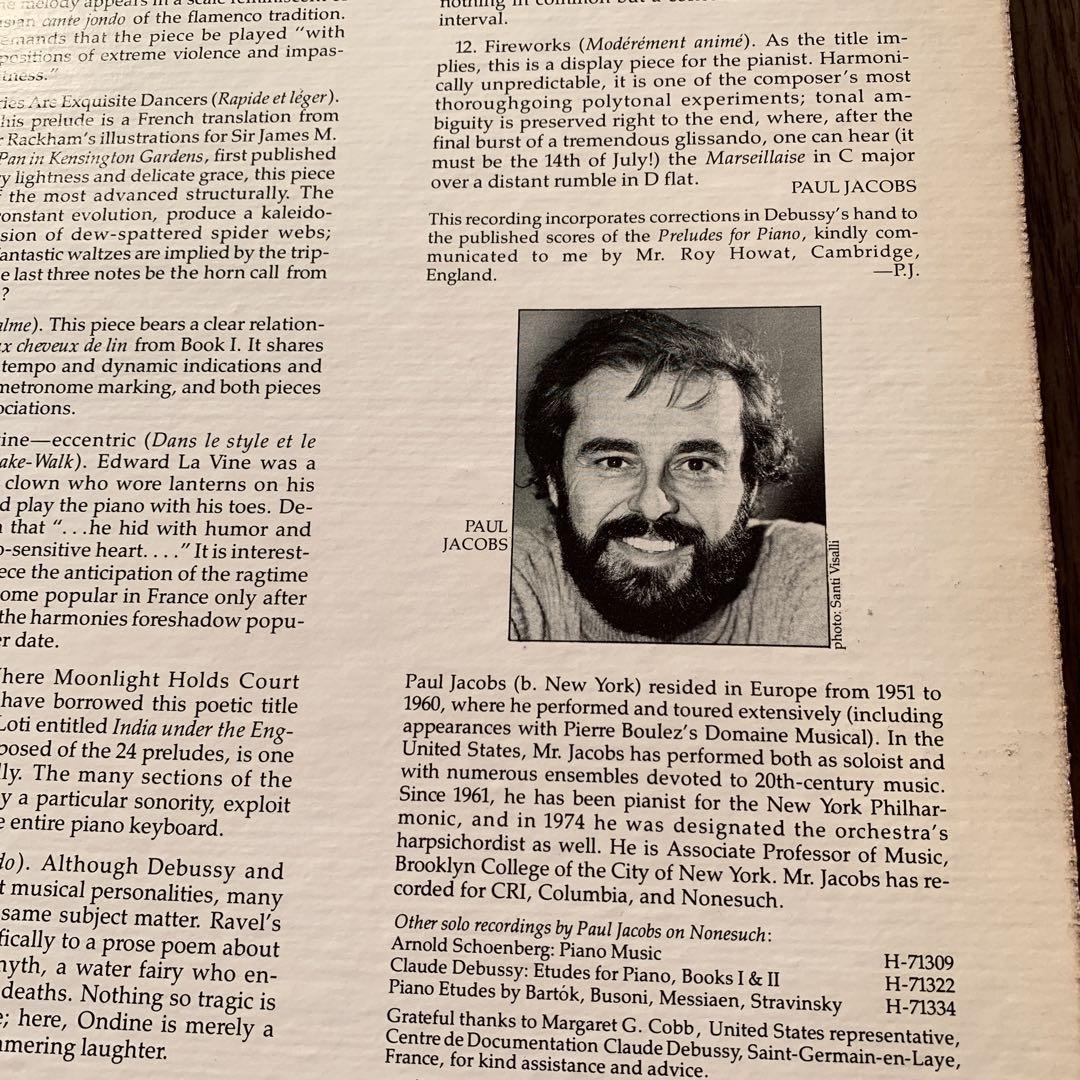 melody appears in a scale reminiscent of
cante jondo of the flamenco tradition.
emands that the piece be played “with
positions of extreme violence and impas-
ness.”
ries Are Exquisite Dancers (Rapide et léger).
his prelude is a French translation from
Rackham’s illustrations for Sir James M.
Pan in Kensington Gardens, first published
y lightness and delicate grace, this piece
f the most advanced structurally. The
onstant evolution, produce a kaleido-
sion of dew-spattered spider webs;
antastic waltzes are implied by the trip-
e last three notes be the horn call from
?
alme). This piece bears a clear relation-
ux cheveux de lin from Book I. It shares
tempo and dynamic indications and
metronome marking, and both pieces
ociations.
ine—eccentric (Dans le style et le
ake-Walk). Edward La Vine was a
clown who wore lanterns on his
d play the piano with his toes. De-
that “. . .he hid with humor and
o-sensitive heart. . . .” It is interest-
ece the anticipation of the ragtime
ome popular in France only after
the harmonies foreshadow popu-
er date.
here Moonlight Holds Court
have borrowed this poetic title
Loti entitled India under the Eng-
posed of the 24 preludes, is one
lly. The many sections of the
y a particular sonority, exploit
e entire piano keyboard.
do). Although Debussy and
t musical personalities, many
same subject matter. Ravel’s
fically to a prose poem about
myth, a water fairy who en-
deaths. Nothing so tragic is
e; here, Ondine is merely a
mmering laughter.
nothing in common but a
interval.
12. Fireworks (Modérément animé). As the title im-
plies, this is a display piece for the pianist. Harmoni-
cally unpredictable, it is one of the composer’s most
thoroughgoing polytonal experiments; tonal am-
biguity is preserved right to the end, where, after the
final burst of a tremendous glissando, one can hear (it
must be the 14th of July!) the Marseillaise in C major
over a distant rumble in D flat.
PAUL JACOBS
This recording incorporates corrections in Debussy’s hand to
the published scores of the Preludes for Piano, kindly com-
municated to me by Mr. Roy Howat, Cambridge,
England. —P.J.
PAUL
JACOBS
photo: Santi Visalli
Paul Jacobs (b. New York) resided in Europe from 1951 to
1960, where he performed and toured extensively (including
appearances with Pierre Boulez’s Domaine Musical). In the
United States, Mr. Jacobs has performed both as soloist and
with numerous ensembles devoted to 20th-century music.
Since 1961, he has been pianist for the New York Philhar-
monic, and in 1974 he was designated the orchestra’s
harpsichordist as well. He is Associate Professor of Music,
Brooklyn College of the City of New York. Mr. Jacobs has re-
corded for CRI, Columbia, and Nonesuch.
Other solo recordings by Paul Jacobs on Nonesuch:
Arnold Schoenberg: Piano Music H-71309
Claude Debussy: Etudes for Piano, Books I & II H-71322
Piano Etudes by Bartók, Busoni, Messiaen, Stravinsky H-71334
Grateful thanks to Margaret G. Cobb, United States representative,
Centre de Documentation Claude Debussy, Saint-Germain-en-Laye,
France, for kind assistance and advice.